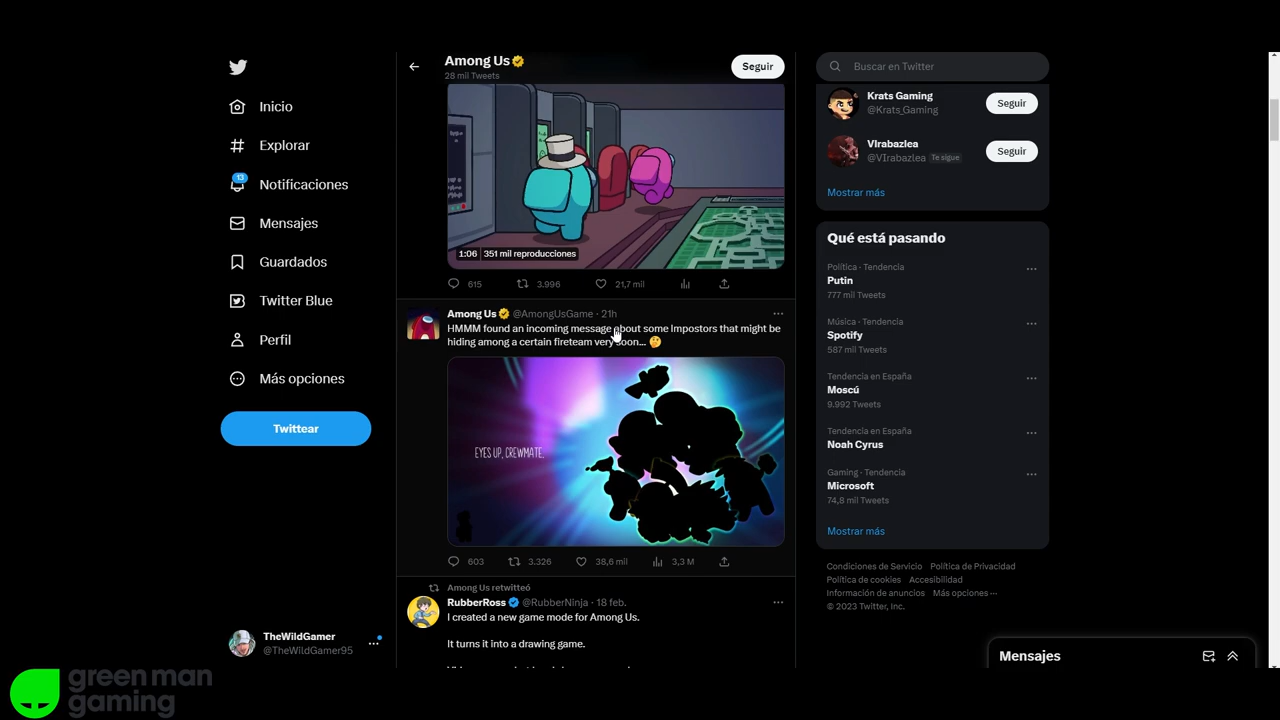 Inicio
Explorar
13
Notificaciones
Mensajes
Guardados
Twitter Blue
Perfil
Más opciones
Twittear
TheWildGamer
@TheWildGamer95
Among Us
28 mil Tweets
Seguir
1:06 351 mil reproducciones
615 3.996 21,7 mil
Among Us @AmongUsGame · 21h
HMMM found an incoming message about some Impostors that might be
hiding among a certain fireteam very soon...
EYES UP, CREWMATE.
603 3.326 38,6 mil 3,3 M
Among Us retwitteó
RubberRoss @RubberNinja · 18 feb.
I created a new game mode for Among Us.
It turns it into a drawing game.
Buscar en Twitter
Krats Gaming
@Krats_Gaming
Seguir
VIrabazlea
@VIrabazlea Te sigue
Seguir
Mostrar más
Qué está pasando
Política · Tendencia
Putin
777 mil Tweets
Música · Tendencia
Spotify
587 mil Tweets
Tendencia en España
Moscú
9.992 Tweets
Tendencia en España
Noah Cyrus
Gaming · Tendencia
Microsoft
74,8 mil Tweets
Mostrar más
Condiciones de Servicio Política de Privacidad
Política de cookies Accesibilidad
Información de anuncios Más opciones ···
© 2023 Twitter, Inc.
Mensajes
green man
gaming